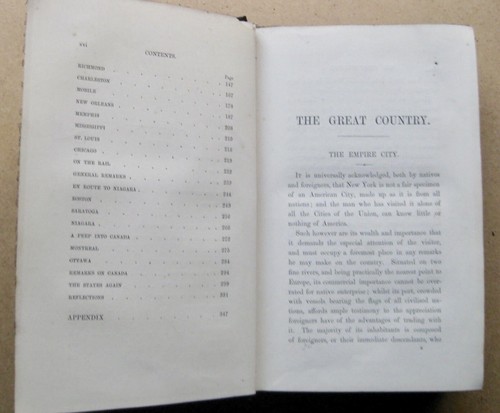 xvi
CONTENTS.
Page
RICHMOND
CHARLESTON 147
MOBILE 162
NEW ORLEANS 174
MEMPHIS 187
MISSISSIPPI
ST. LOUIS
CHICAGO
ON THE RAIL
GENERAL REMARKS
EN ROUTE TO NIAGARA
BOSTON
SARATOGA
NIAGARA
A PEEP INTO CANADA
MONTREAL
OTTAWA
REMARKS ON CANADA
THE STATES AGAIN
REFLECTIONS
APPENDIX
THE GREAT COUNTRY.
THE EMPIRE CITY.
It is universally acknowledged, both by natives
and foreigners, that New York is not a fair specimen
of an American City, made up as it is from all
nations; and the man who has visited it alone of
all the Cities of the Union, can know little or
nothing of America.
Such however are its wealth and importance that
it demands the especial attention of the visitor,
and must occupy a foremost place in any remarks
he may make on the country. Situated on two
fine rivers, and being practically the nearest point to
Europe, its commercial importance cannot be over-
rated for native enterprise; whilst its port, crowded
with vessels bearing the flags of all civilized na-
tions, affords ample testimony to the appreciation
foreigners have of the advantages of trading with
it. The majority of its inhabitants is composed
of foreigners, or their immediate descendants, who